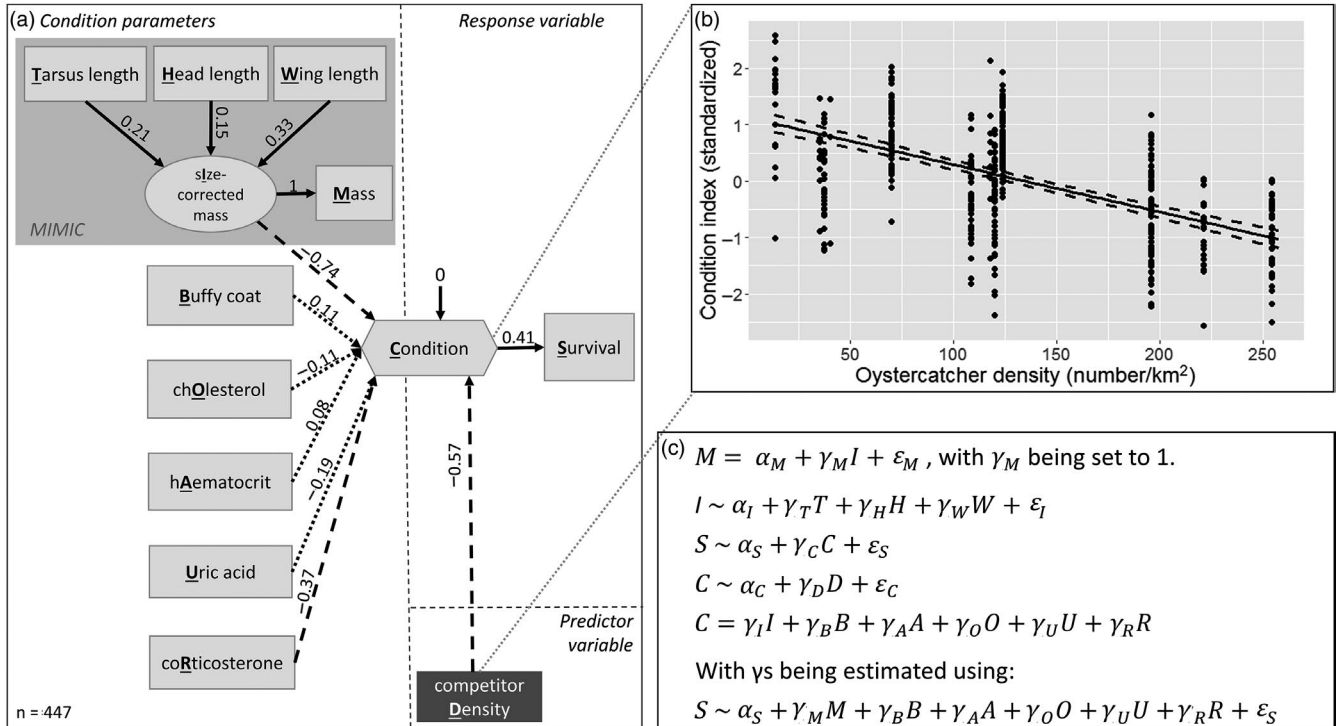 (a) Condition parameters
Response variable
Tarsus length
Head length
Wing length
0.21
0.15
0.33
sIze-
corrected
mass
1
Mass
MIMIC
−0.74
Buffy coat
0.11
chOlesterol
−0.11
hAematocrit
0.08
Uric acid
−0.19
coRticosterone
−0.37
0
Condition
0.41
Survival
−0.57
Predictor
variable
competitor
Density
n = 447
(b)
Condition index (standardized)
2
1
0
−1
−2
50 100 150 200 250
Oystercatcher density (number/km²)
(c) M = α_M + γ_M I + ε_M , with γ_M being set to 1.
I ~ α_I + γ_T T + γ_H H + γ_W W + ε_I
S ~ α_S + γ_C C + ε_S
C ~ α_C + γ_D D + ε_C
C = γ_I I + γ_B B + γ_A A + γ_O O + γ_U U + γ_R R
With γs being estimated using:
S ~ α_S + γ_M M + γ_B B + γ_A A + γ_O O + γ_U U + γ_R R + ε_S